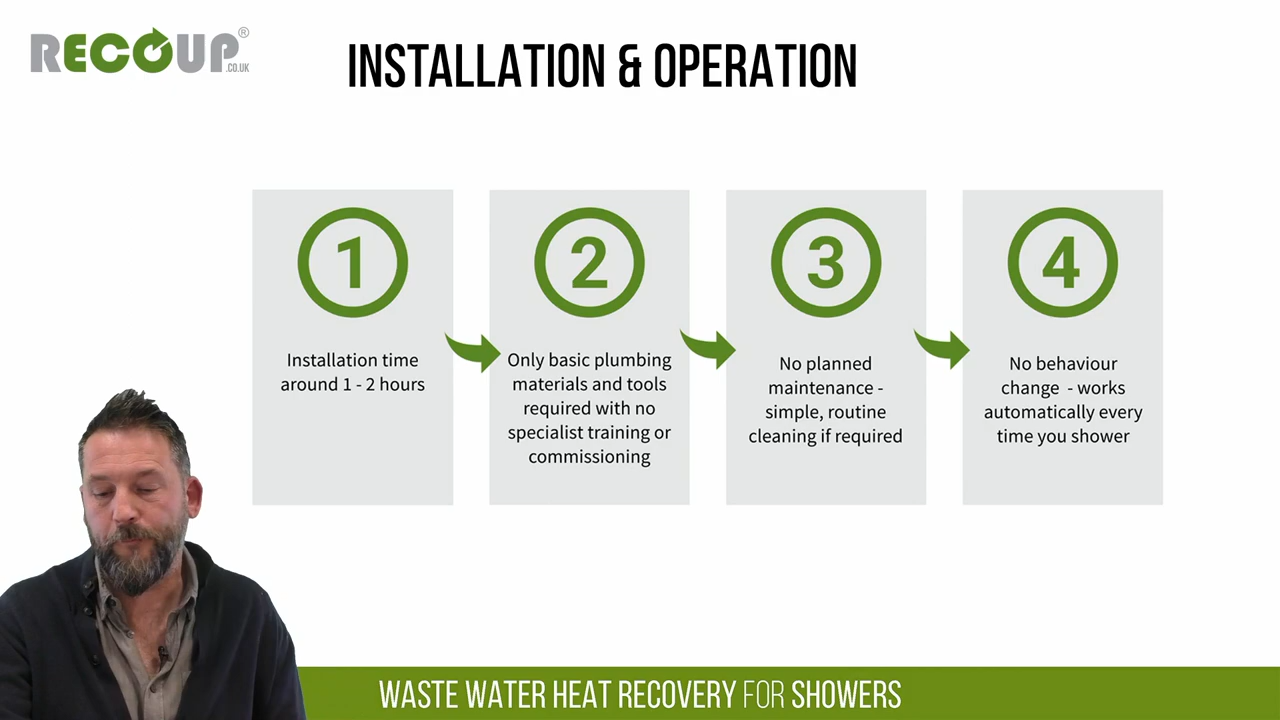 RECOUP®
.CO.UK
INSTALLATION & OPERATION
1
Installation time
around 1 - 2 hours
2
Only basic plumbing
materials and tools
required with no
specialist training or
commissioning
3
No planned
maintenance -
simple, routine
cleaning if required
4
No behaviour
change - works
automatically every
time you shower
WASTE WATER HEAT RECOVERY FOR SHOWERS